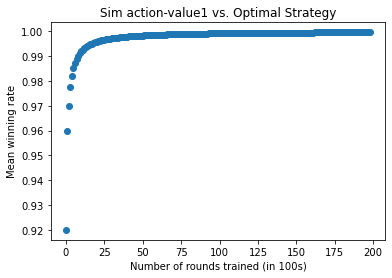 Sim action-value1 vs. Optimal Strategy
1.00
0.99
0.98
0.97
0.96
0.95
0.94
0.93
0.92
Mean winning rate
0 25 50 75 100 125 150 175 200
Number of rounds trained (in 100s)